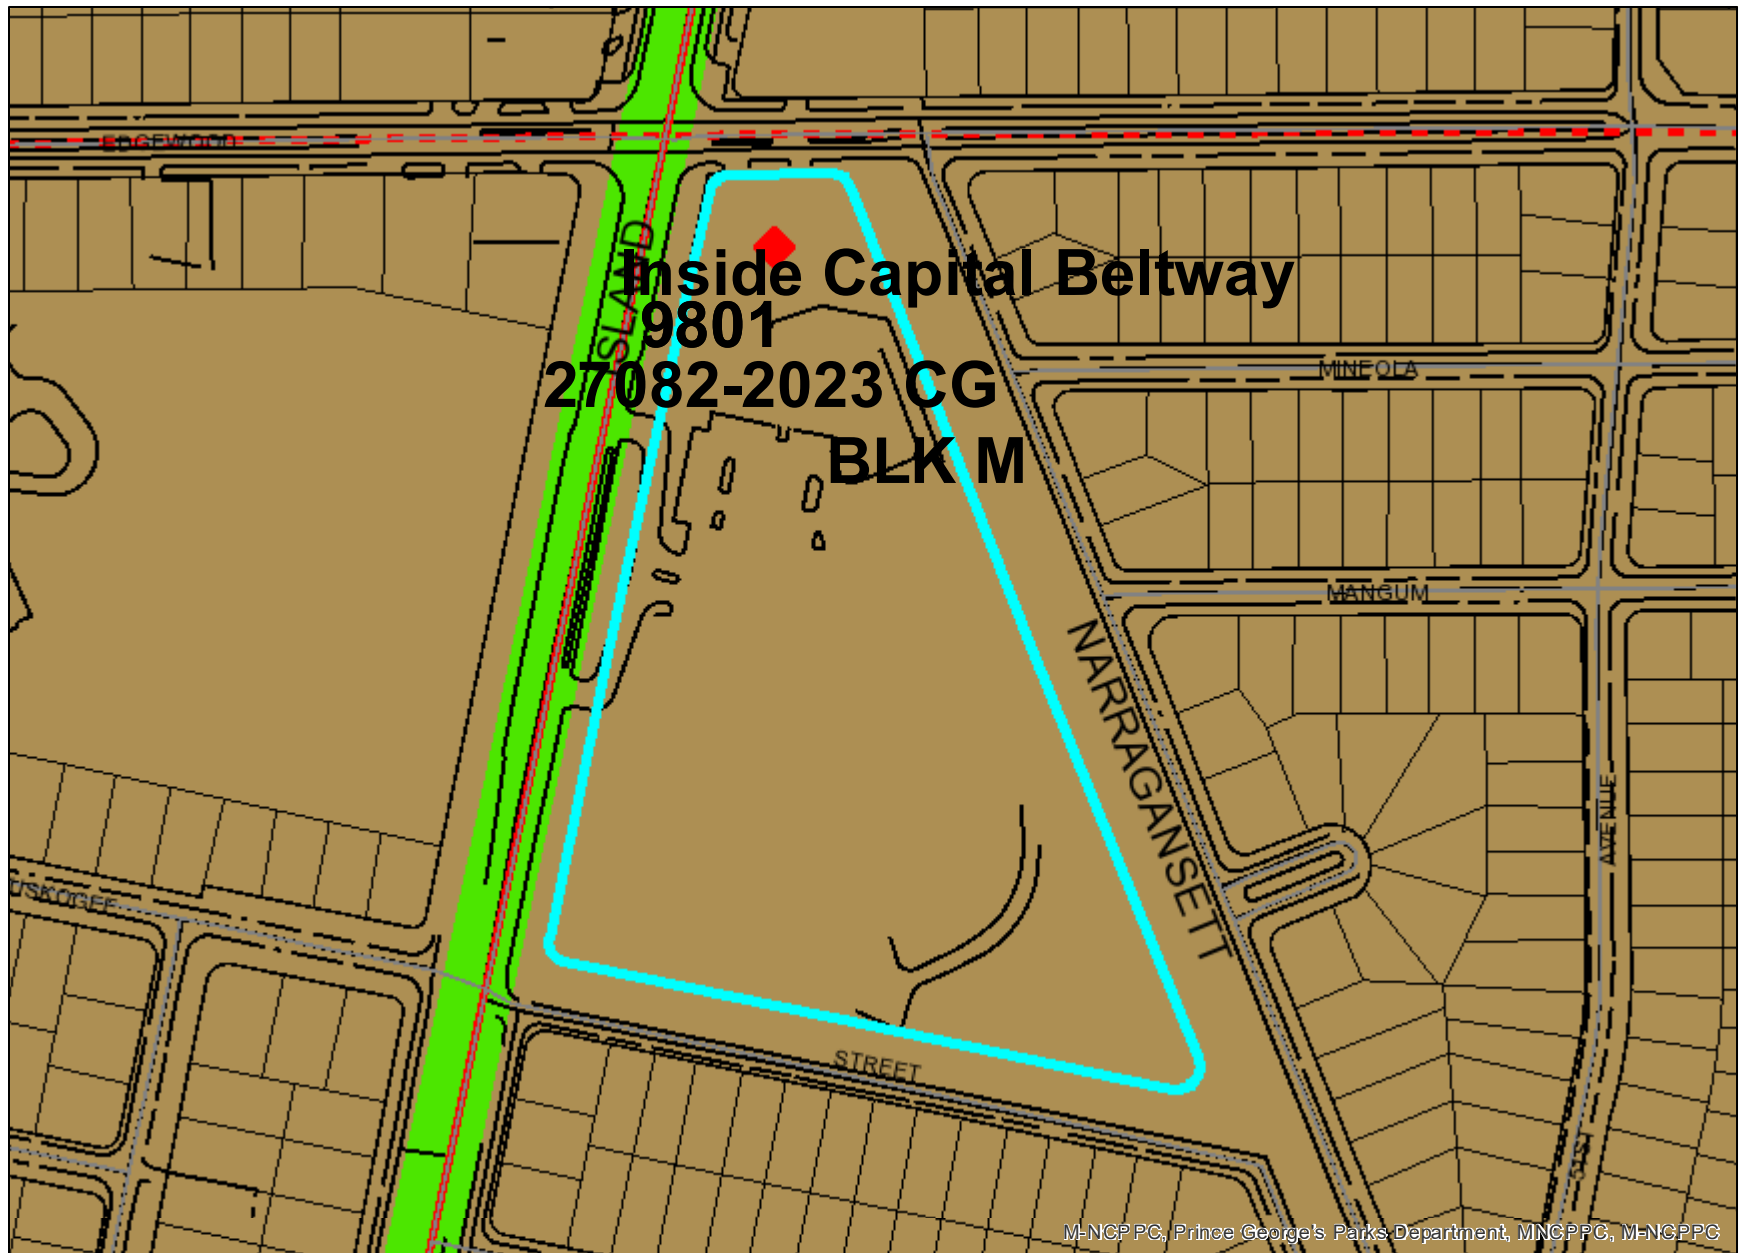 EDGEWOOD
ISLAND
Inside Capital Beltway
9801
27082-2023 CG
MINEOLA
BLK M
MANGUM
NARRAGANSETT
AVENUE
STREET
51ST
M-NCPPC, Prince George's Parks Department, MNCPPC, M-NCPPC